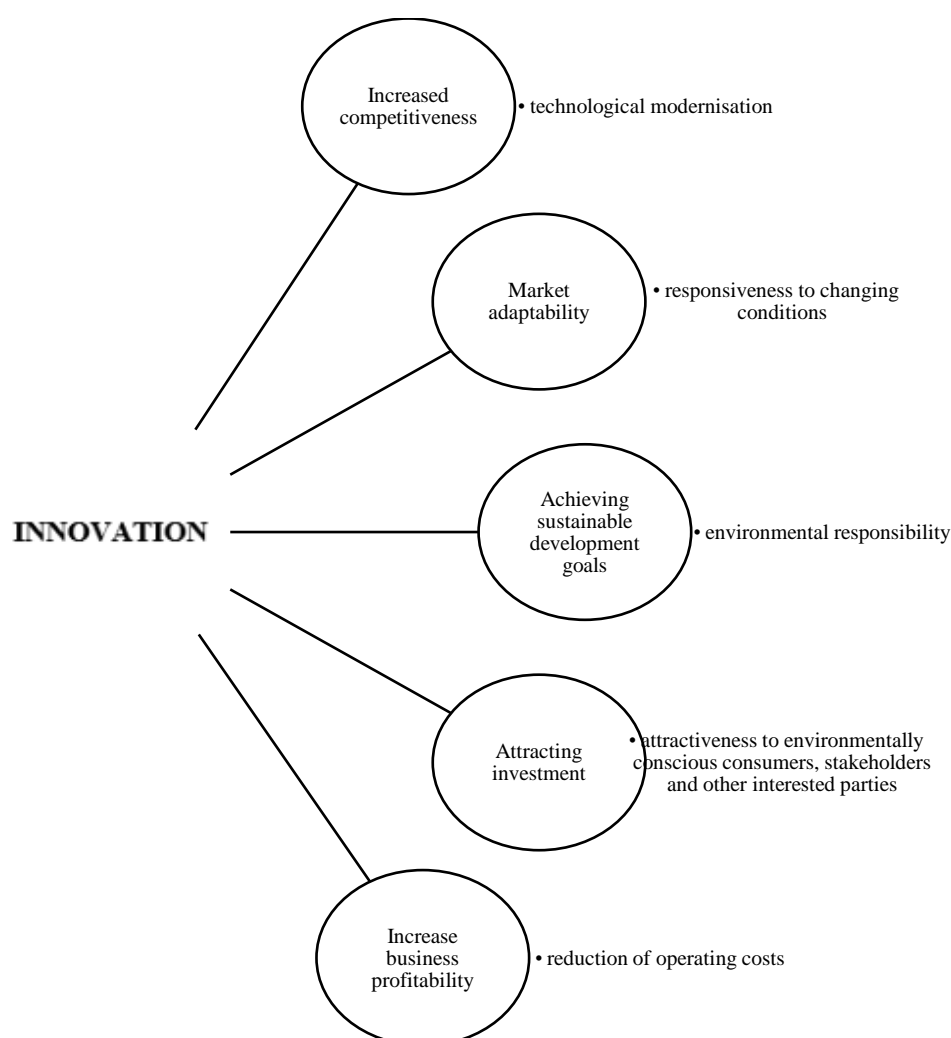 Increased
competitiveness
• technological modernisation
Market
adaptability
• responsiveness to changing
conditions
INNOVATION
Achieving
sustainable
development
goals
• environmental responsibility
Attracting
investment
• attractiveness to environmentally
conscious consumers, stakeholders
and other interested parties
Increase
business
profitability
• reduction of operating costs